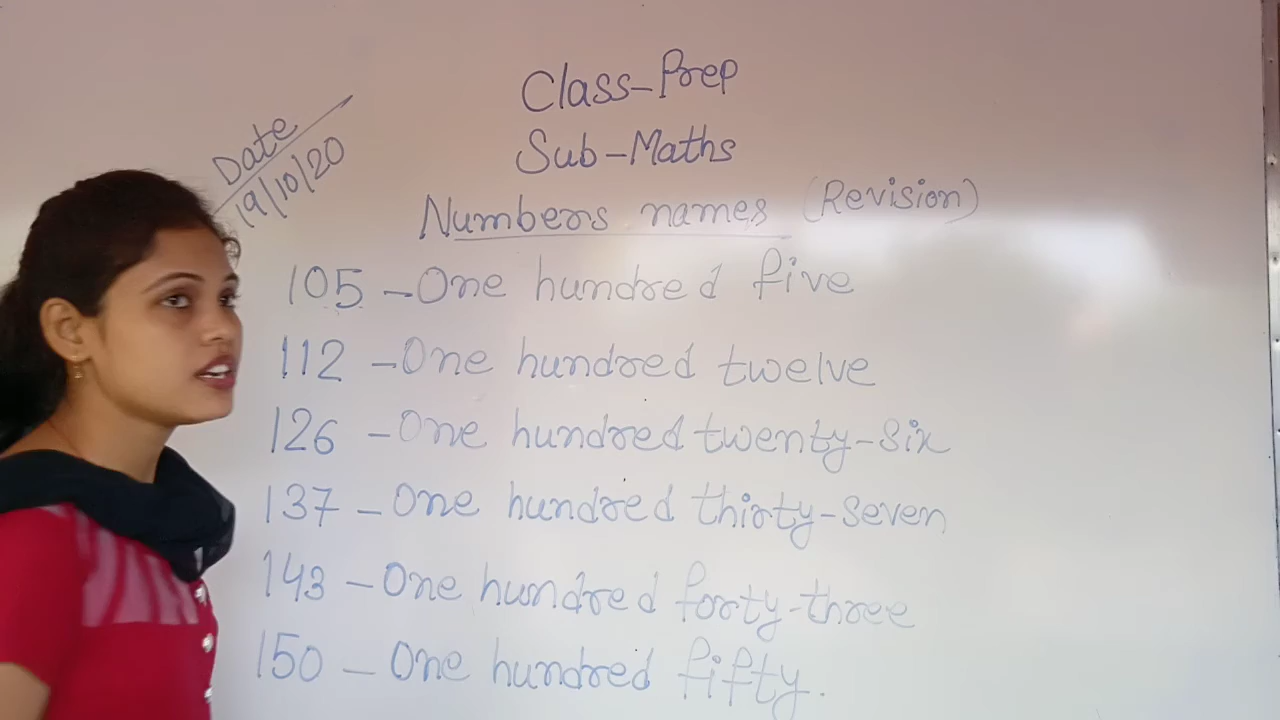 Date
19/10/20
Class-Prep
Sub-Maths
Numbers names (Revision)
105 -One hundred five
112 -One hundred twelve
126 -One hundred twenty-six
137 -One hundred thirty-seven
143 -One hundred forty-three
150 -One hundred fifty.